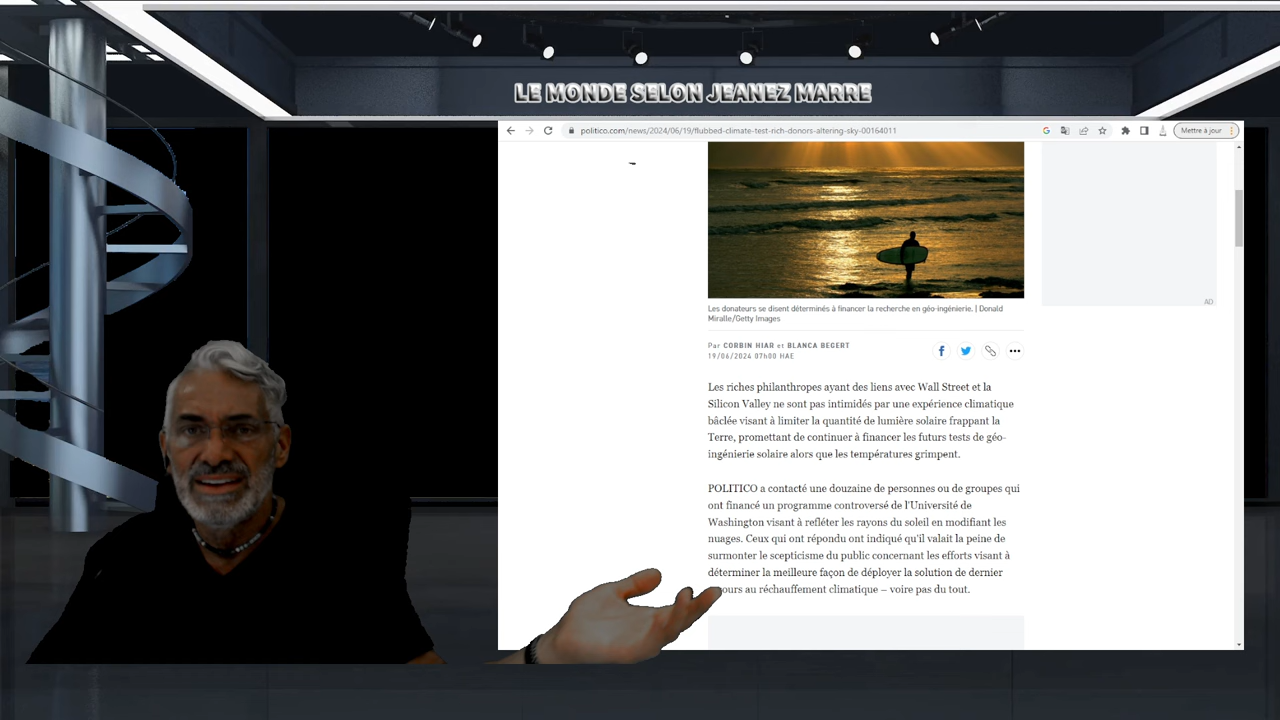 LE MONDE SELON JEANEZ MARRE
politico.com/news/2024/06/19/flubbed-climate-test-rich-donors-altering-sky-00164011
Mettre à jour
AD
Les donateurs se disent déterminés à financer la recherche en géo-ingénierie. | Donald
Miralle/Getty Images
Par CORBIN HIAR et BLANCA BEGERT
19/06/2024 07h00 HAE
Les riches philanthropes ayant des liens avec Wall Street et la
Silicon Valley ne sont pas intimidés par une expérience climatique
bâclée visant à limiter la quantité de lumière solaire frappant la
Terre, promettant de continuer à financer les futurs tests de géo-
ingénierie solaire alors que les températures grimpent.
POLITICO a contacté une douzaine de personnes ou de groupes qui
ont financé un programme controversé de l'Université de
Washington visant à refléter les rayons du soleil en modifiant les
nuages. Ceux qui ont répondu ont indiqué qu'il valait la peine de
surmonter le scepticisme du public concernant les efforts visant à
déterminer la meilleure façon de déployer la solution de dernier
au réchauffement climatique – voire pas du tout.